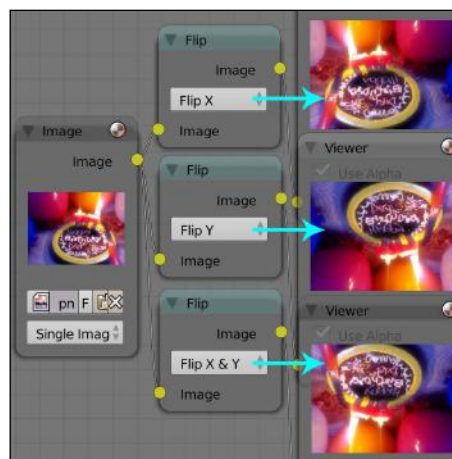 Flip
Image
Flip X
Image
Image
Image
pn F
Single Imag
Flip
Image
Flip Y
Image
Flip
Image
Flip X & Y
Image
Viewer
Use Alpha
Viewer
Use Alpha